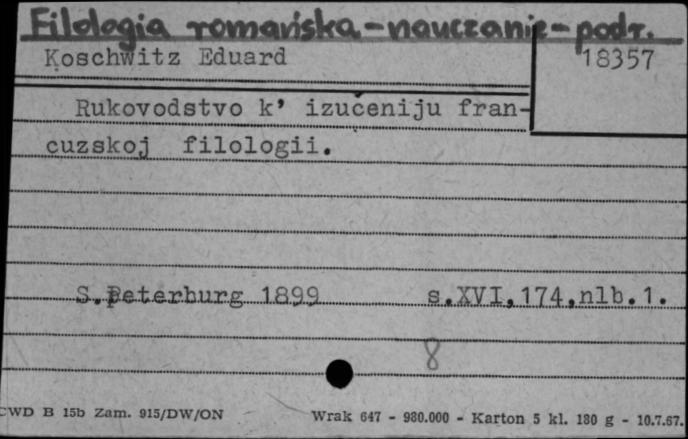 Filologia romańska-nauczanie-podr.
Koschwitz Eduard
18357
Rukovodstvo k' izučeniju fran-
cuzskoj filologii.
S.Peterburg 1899 s.XVI,174,nlb.1.
8
CWD B 15b Zam. 915/DW/ON Wrak 647 - 980.000 - Karton 5 kl. 180 g - 10.7.67.